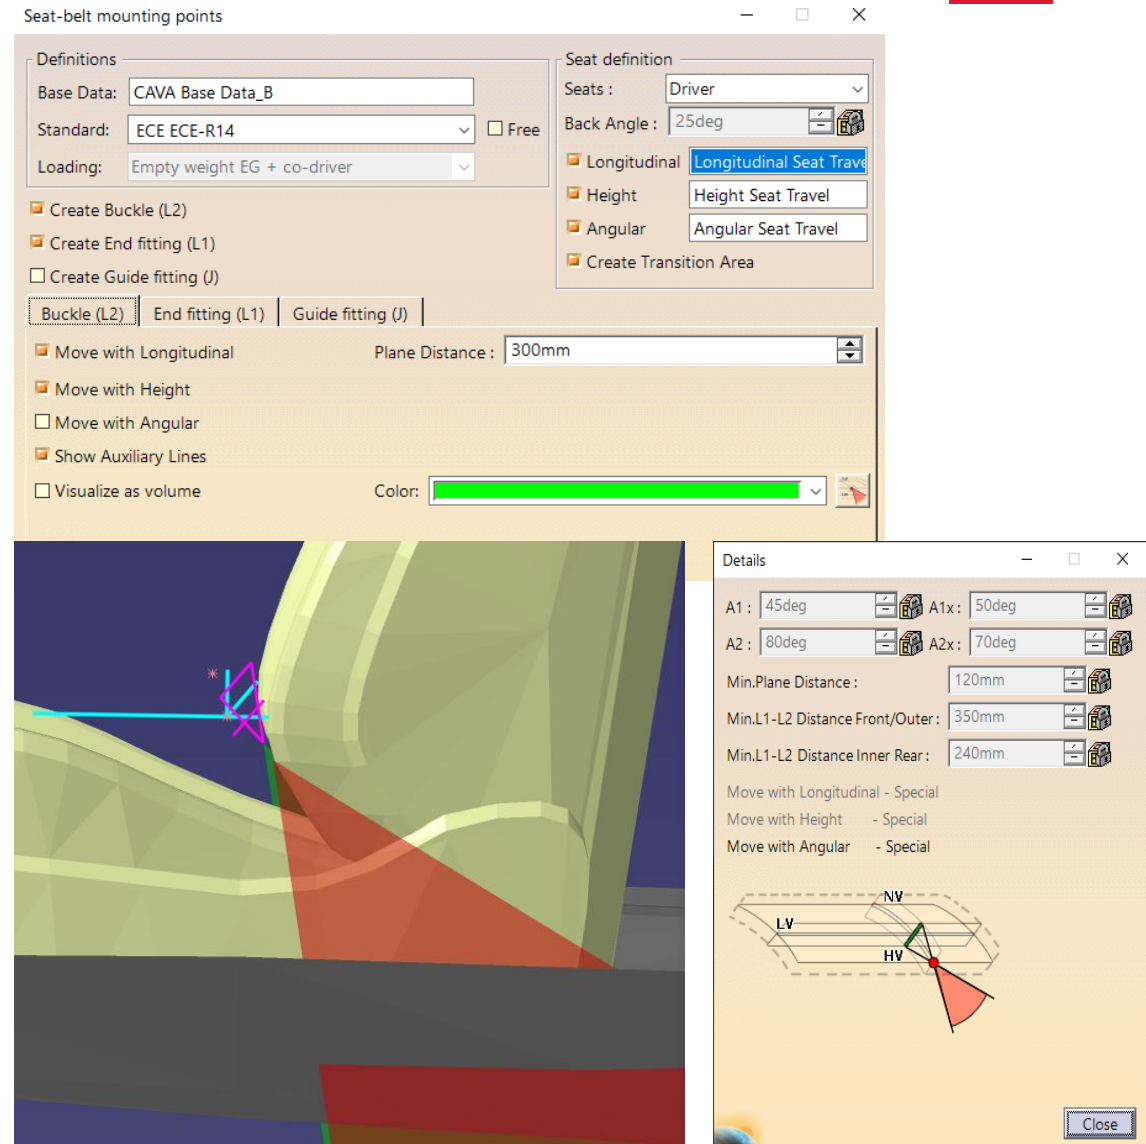 Seat-belt mounting points
Definitions
Base Data: CAVA Base Data_B
Standard: ECE ECE-R14 Free
Loading: Empty weight EG + co-driver
Seat definition
Seats : Driver
Back Angle : 25deg
Longitudinal Longitudinal Seat Trave
Height Height Seat Travel
Angular Angular Seat Travel
Create Transition Area
Create Buckle (L2)
Create End fitting (L1)
Create Guide fitting (J)
Buckle (L2) End fitting (L1) Guide fitting (J)
Move with Longitudinal Plane Distance : 300mm
Move with Height
Move with Angular
Show Auxiliary Lines
Visualize as volume Color:
Details
A1 : 45deg A1x : 50deg
A2 : 80deg A2x : 70deg
Min.Plane Distance : 120mm
Min.L1-L2 Distance Front/Outer : 350mm
Min.L1-L2 Distance Inner Rear : 240mm
Move with Longitudinal - Special
Move with Height - Special
Move with Angular - Special
NV
LV
HV
Close